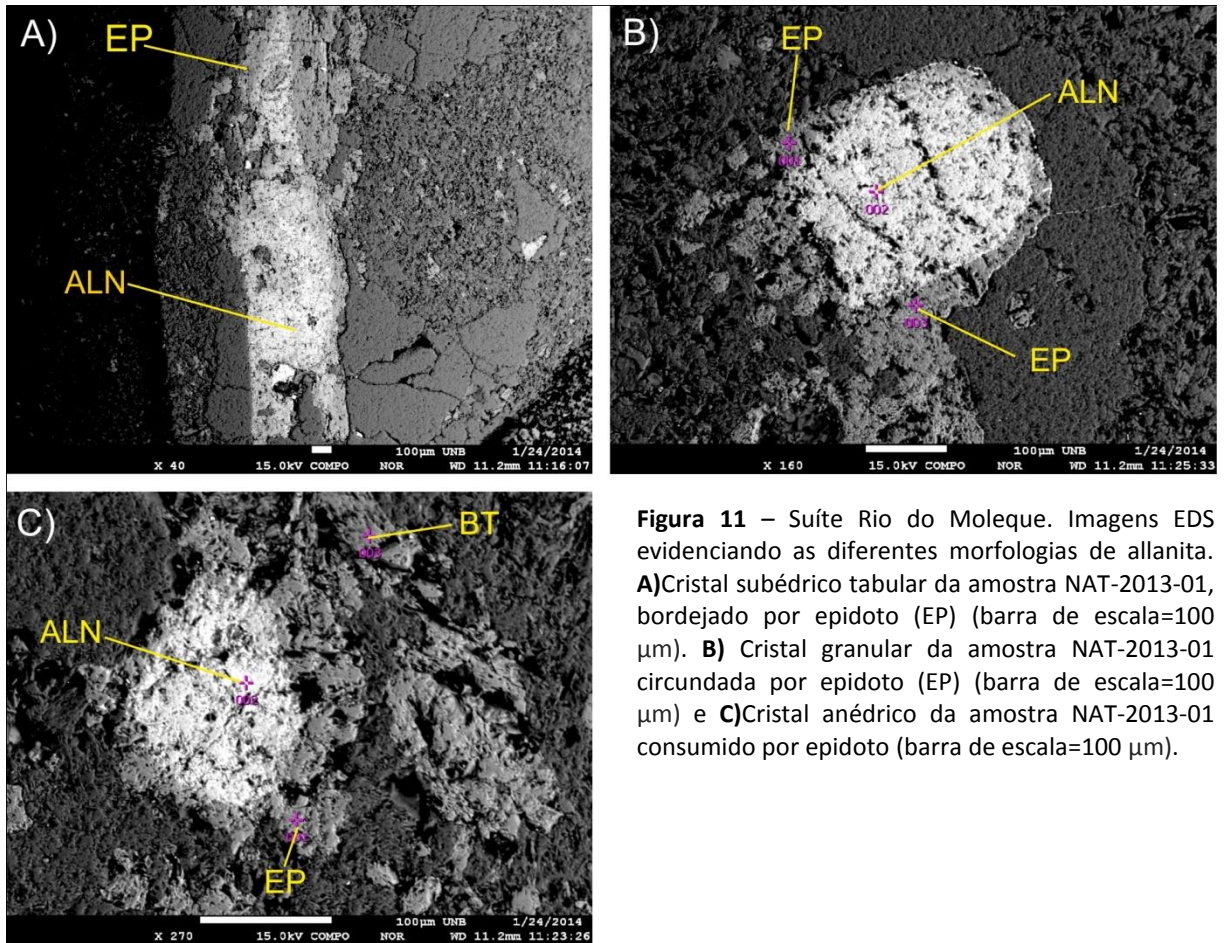 A)
EP
ALN
100µm UNB 1/24/2014
X 40 15.0kV COMPO NOR WD 11.2mm 11:16:07
B)
EP
ALN
001
002
003
EP
100µm UNB 1/24/2014
X 160 15.0kV COMPO NOR WD 11.2mm 11:25:33
C)
BT
003
ALN
EP
100µm UNB 1/24/2014
X 270 15.0kV COMPO NOR WD 11.2mm 11:23:26
Figura 11 – Suíte Rio do Moleque. Imagens EDS
evidenciando as diferentes morfologias de allanita.
A)Cristal subédrico tabular da amostra NAT-2013-01,
bordejado por epidoto (EP) (barra de escala=100
µm). B) Cristal granular da amostra NAT-2013-01
circundada por epidoto (EP) (barra de escala=100
µm) e C)Cristal anédrico da amostra NAT-2013-01
consumido por epidoto (barra de escala=100 µm).